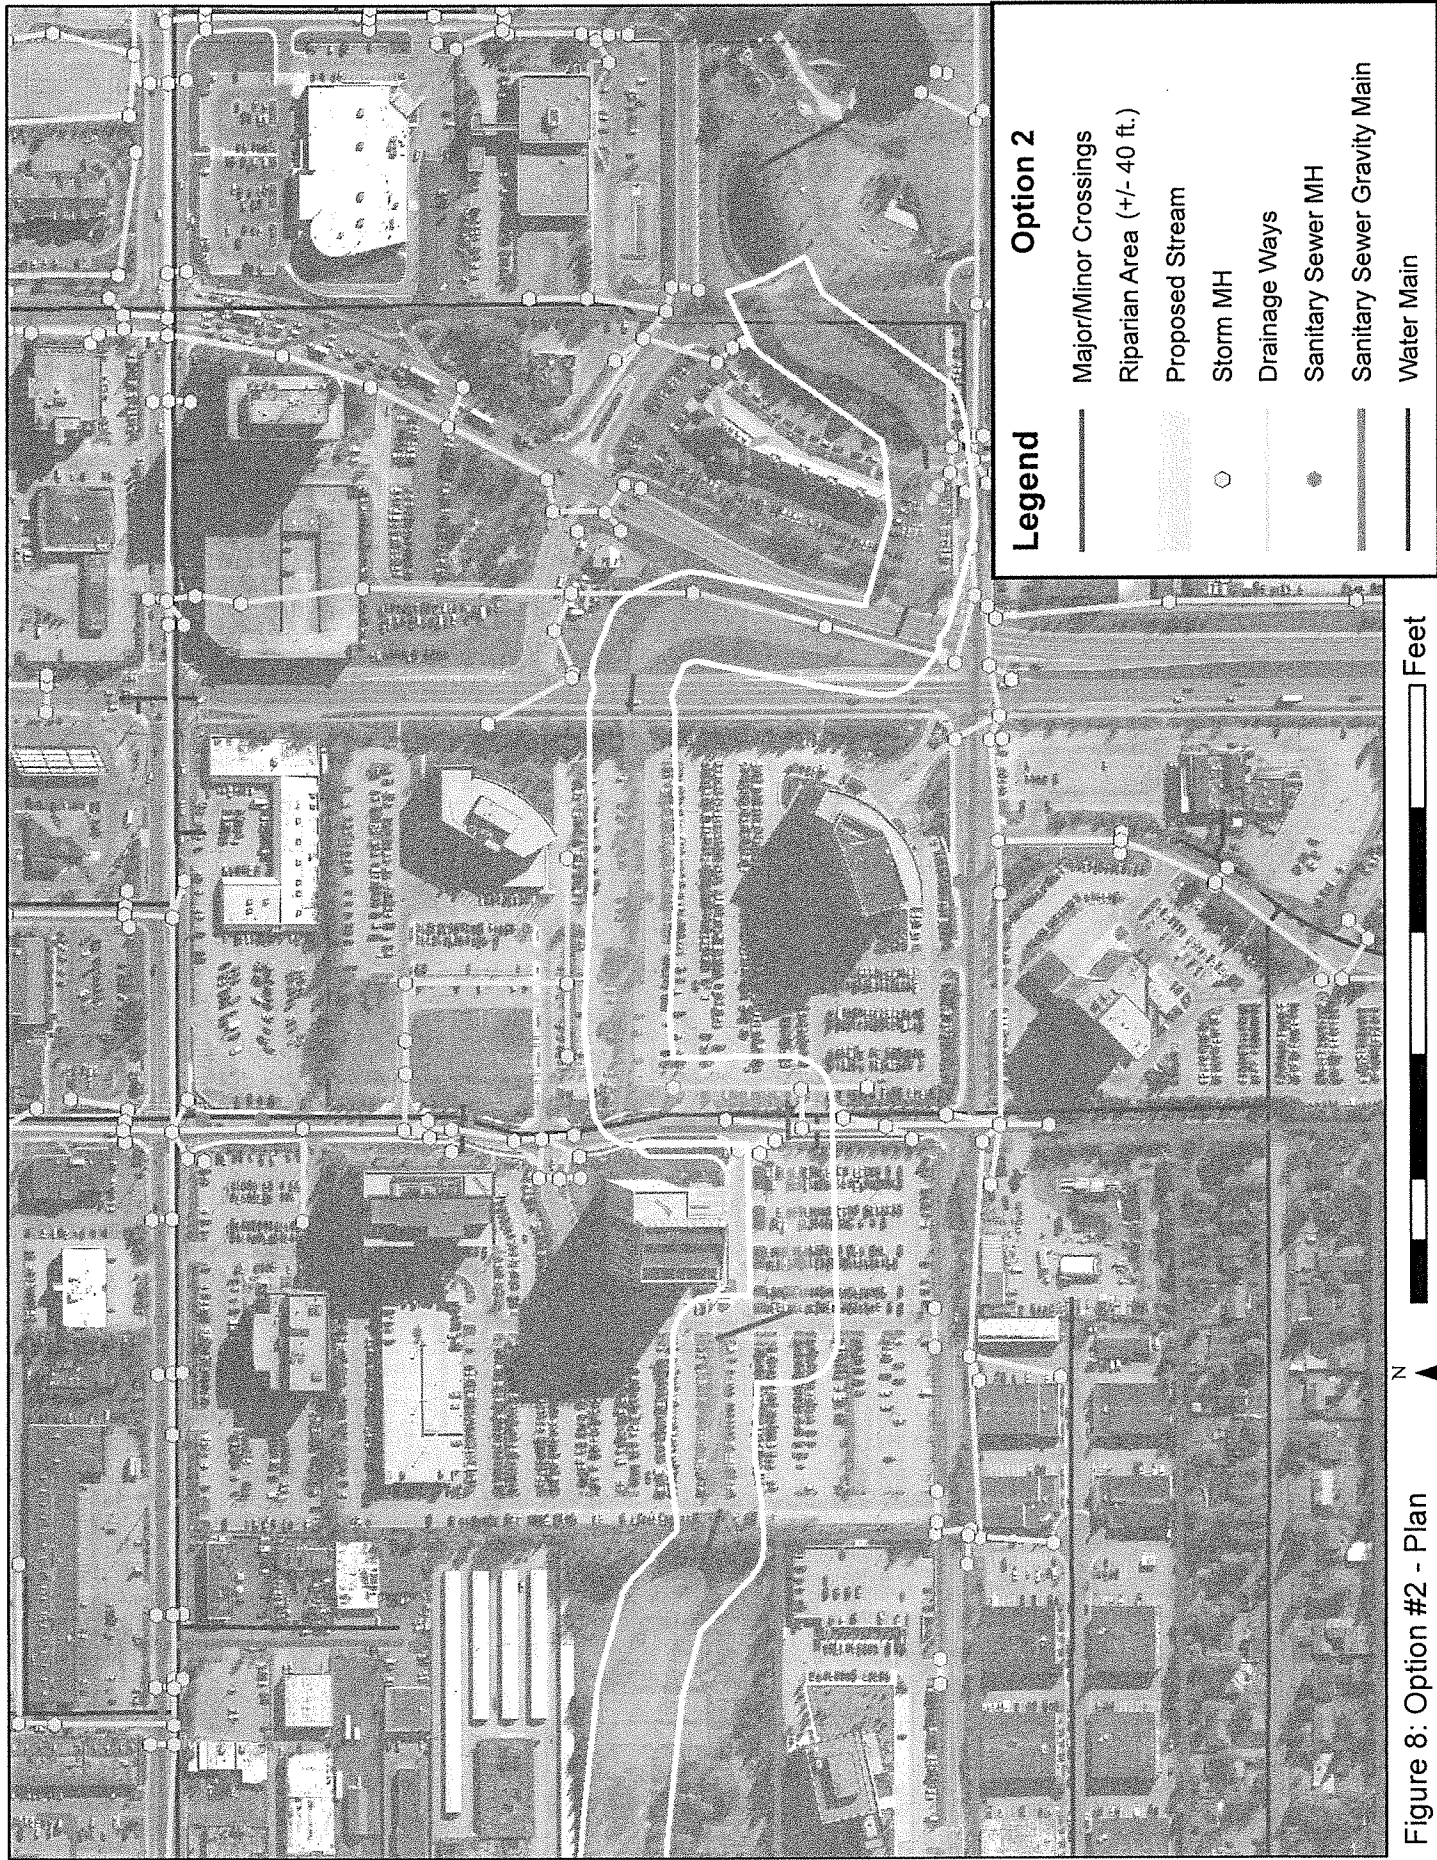 Legend
Option 2
Major/Minor Crossings
Riparian Area (+/- 40 ft.)
Proposed Stream
Storm MH
Drainage Ways
Sanitary Sewer MH
Sanitary Sewer Gravity Main
Water Main
Figure 8: Option #2 - Plan
N
Feet